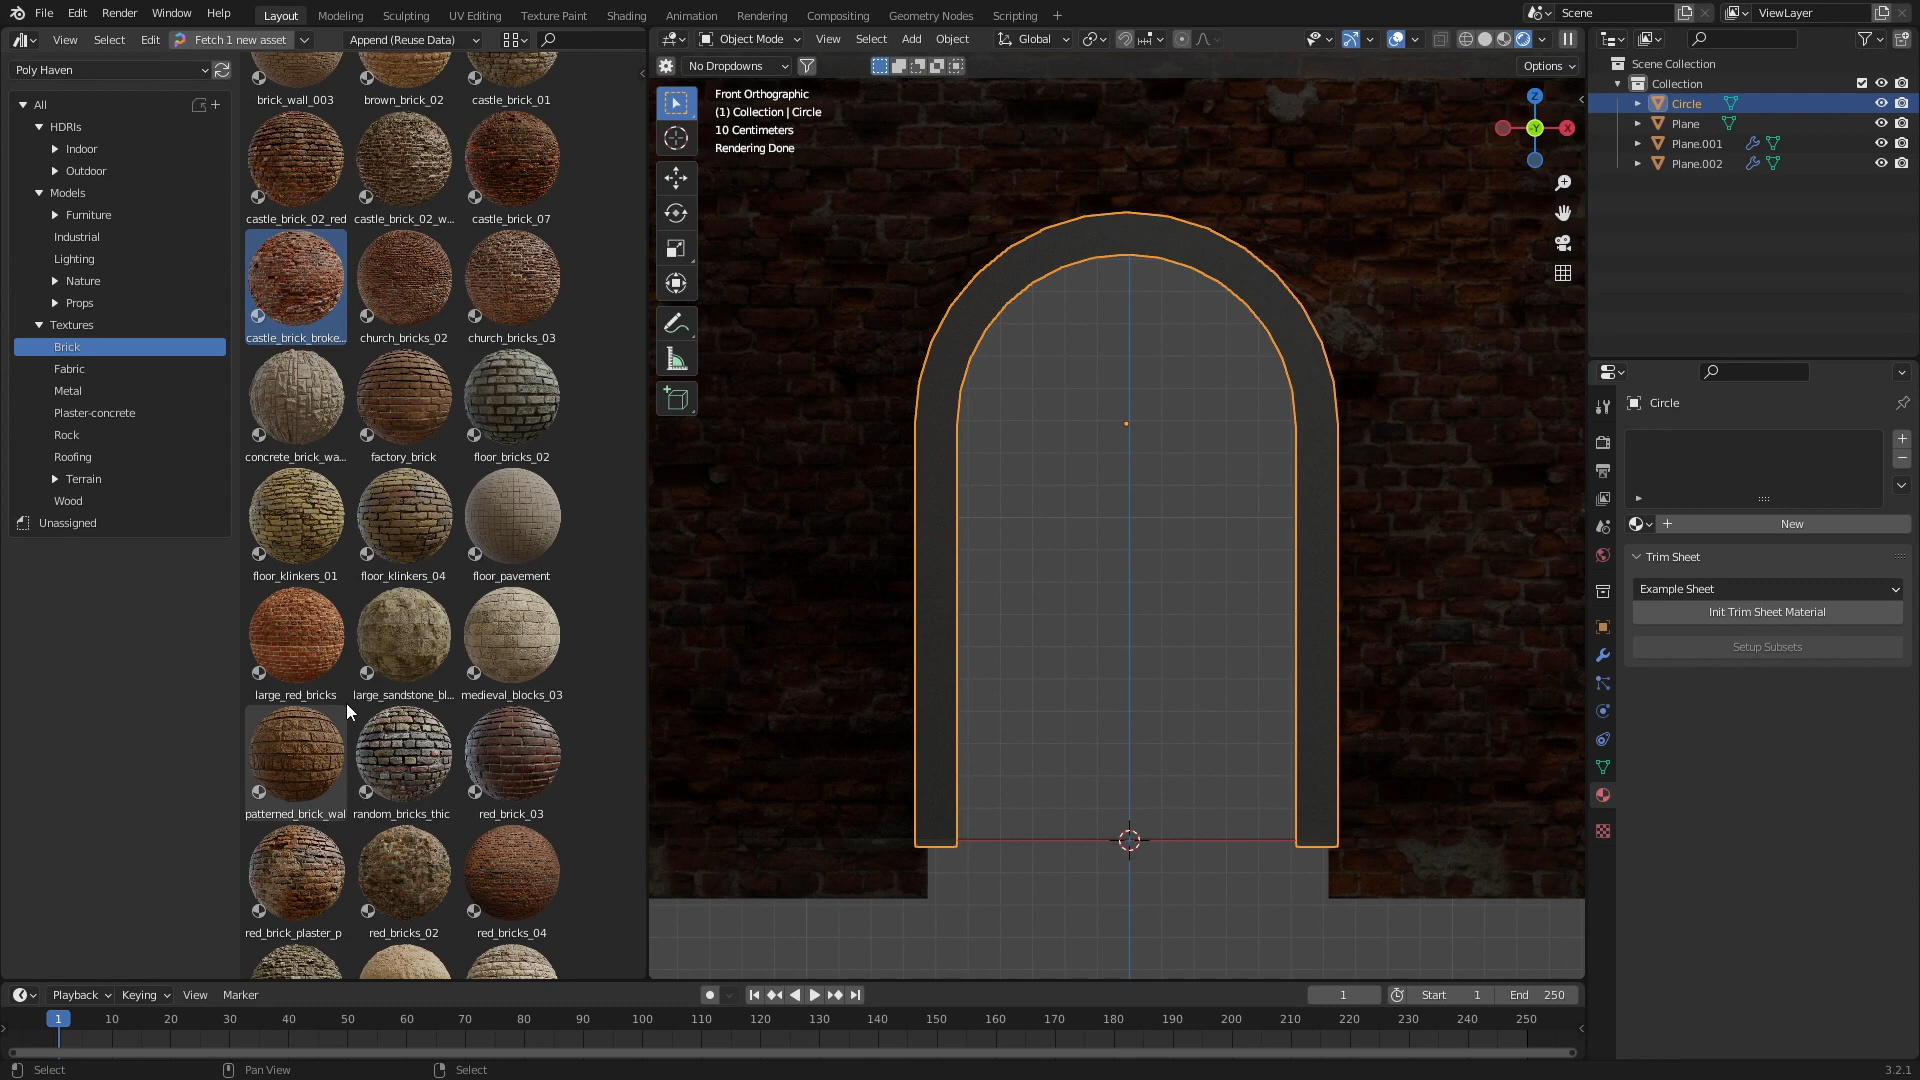 File Edit Render Window Help
Layout Modeling Sculpting UV Editing Texture Paint Shading Animation Rendering Compositing Geometry Nodes Scripting +
Scene
ViewLayer
View Select Edit Fetch 1 new asset Append (Reuse Data)
Object Mode View Select Add Object Global
Poly Haven
No Dropdowns
Options
All
HDRIs
Indoor
Outdoor
Models
Furniture
Industrial
Lighting
Nature
Props
Textures
Brick
Fabric
Metal
Plaster-concrete
Rock
Roofing
Terrain
Wood
Unassigned
brick_wall_003 brown_brick_02 castle_brick_01
castle_brick_02_red castle_brick_02_w... castle_brick_07
castle_brick_broke... church_bricks_02 church_bricks_03
concrete_brick_wa... factory_brick floor_bricks_02
floor_klinkers_01 floor_klinkers_04 floor_pavement
large_red_bricks large_sandstone_bl... medieval_blocks_03
patterned_brick_wal random_bricks_thic red_brick_03
red_brick_plaster_p red_bricks_02 red_bricks_04
Front Orthographic
(1) Collection | Circle
10 Centimeters
Rendering Done
Z
X
-Y
Scene Collection
Collection
Circle
Plane
Plane.001
Plane.002
Circle
+ New
Trim Sheet
Example Sheet
Init Trim Sheet Material
Setup Subsets
Playback Keying View Marker
1 Start 1 End 250
1 10 20 30 40 50 60 70 80 90 100 110 120 130 140 150 160 170 180 190 200 210 220 230 240 250
Select Pan View Select
3.2.1